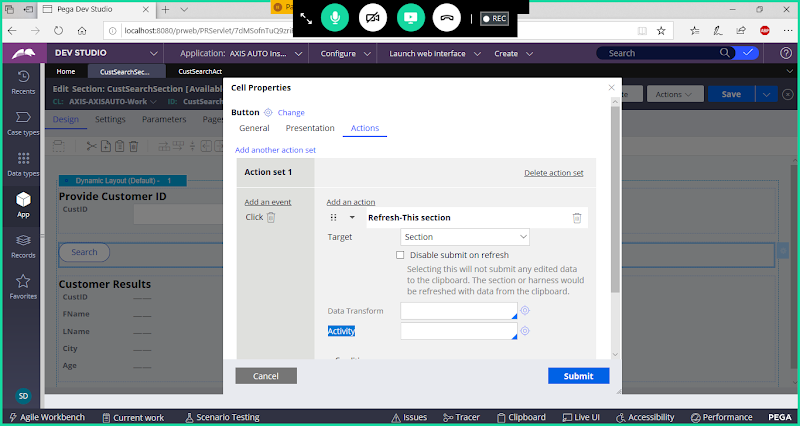 Pega Dev Studio
REC
localhost:8080/prweb/PRServlet/7dMSofnTuQ9zri
ABP
DEV STUDIO
Application: AXIS AUTO Ins...
Configure
Launch web Interface
Create
Search
Recents
Case types
Data types
App
Records
Favorites
SD
Home
CustSearchSec...
CustSearchAct
Edit Section: CustSearchSection [Available
CL: AXIS-AXISAUTO-Work
ID: CustSearch
Actions
Save
Design
Settings
Parameters
Pages
Dynamic Layout (Default) - 1
Provide Customer ID
CustID
Search
Customer Results
CustID
FName
LName
City
Age
Cell Properties
Button
Change
General
Presentation
Actions
Add another action set
Action set 1
Delete action set
Add an event
Add an action
Click
Refresh-This section
Target
Section
Disable submit on refresh
Selecting this will not submit any edited data
to the clipboard. The section or harness would
be refreshed with data from the clipboard.
Data Transform
Activity
Cancel
Submit
Agile Workbench
Current work
Scenario Testing
Issues
Tracer
Clipboard
Live UI
Accessibility
Performance
PEGA